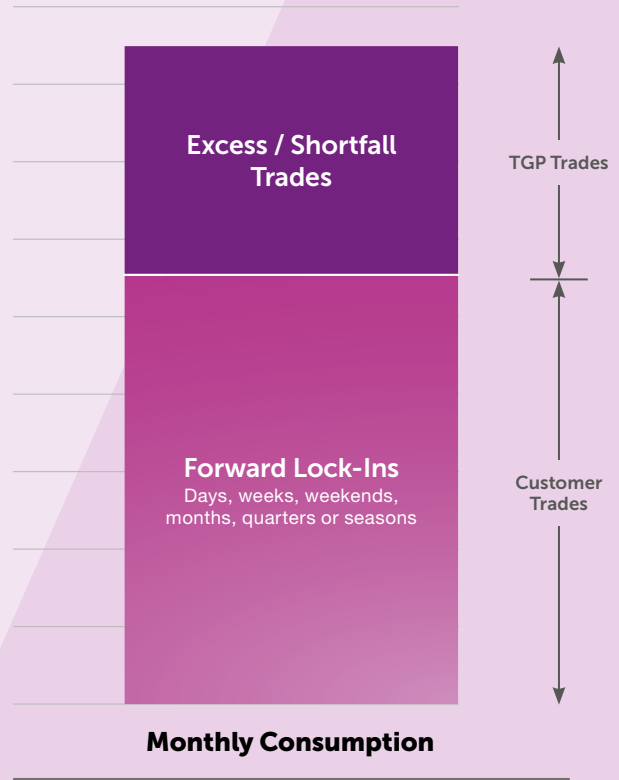 Excess / Shortfall
Trades
TGP Trades
Forward Lock-Ins
Days, weeks, weekends,
months, quarters or seasons
Customer
Trades
Monthly Consumption